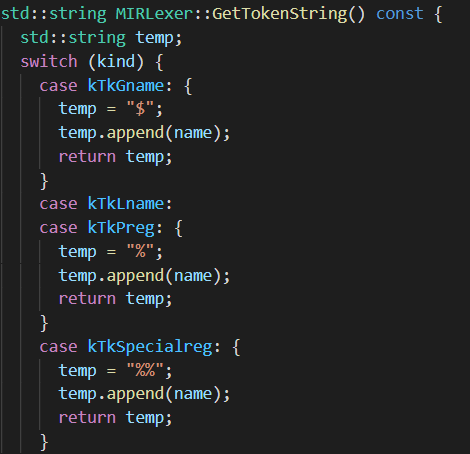 std::string MIRLexer::GetTokenString() const {
  std::string temp;
  switch (kind) {
    case kTkGname: {
      temp = "$";
      temp.append(name);
      return temp;
    }
    case kTkLname:
    case kTkPreg: {
      temp = "%";
      temp.append(name);
      return temp;
    }
    case kTkSpecialreg: {
      temp = "%%";
      temp.append(name);
      return temp;
    }